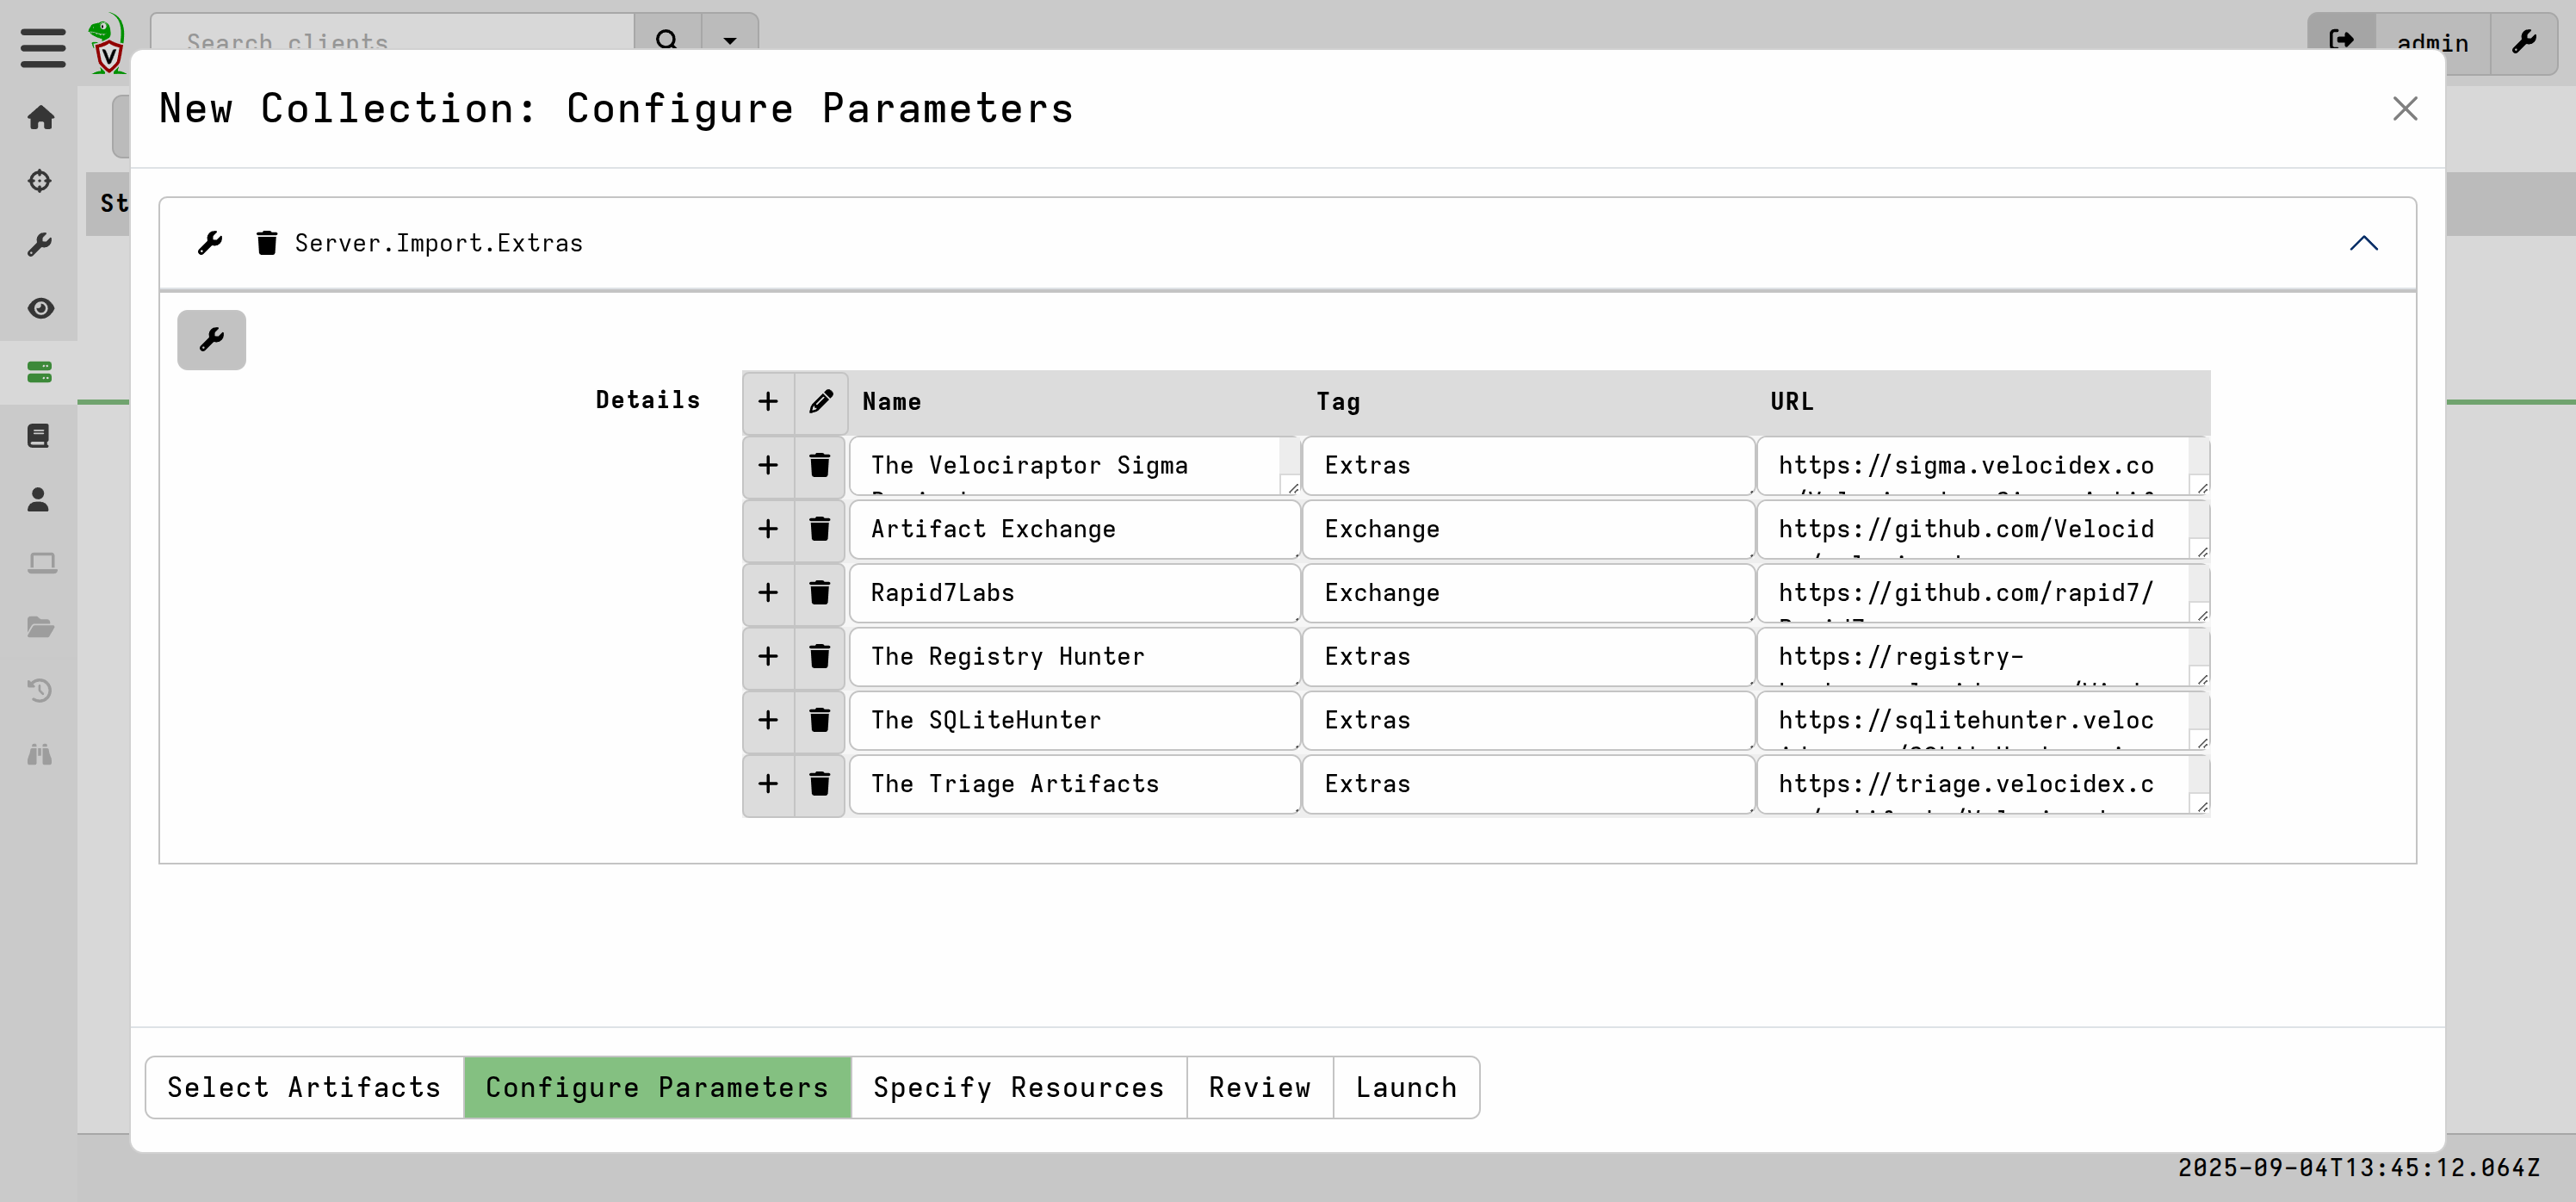 Search clients
admin
New Collection: Configure Parameters
St
Server.Import.Extras
Details
Name Tag URL
The Velociraptor Sigma Extras https://sigma.velocidex.co
Artifact Exchange Exchange https://github.com/Velocid
Rapid7Labs Exchange https://github.com/rapid7/
The Registry Hunter Extras https://registry-
The SQLiteHunter Extras https://sqlitehunter.veloc
The Triage Artifacts Extras https://triage.velocidex.c
Select Artifacts Configure Parameters Specify Resources Review Launch
2025-09-04T13:45:12.064Z